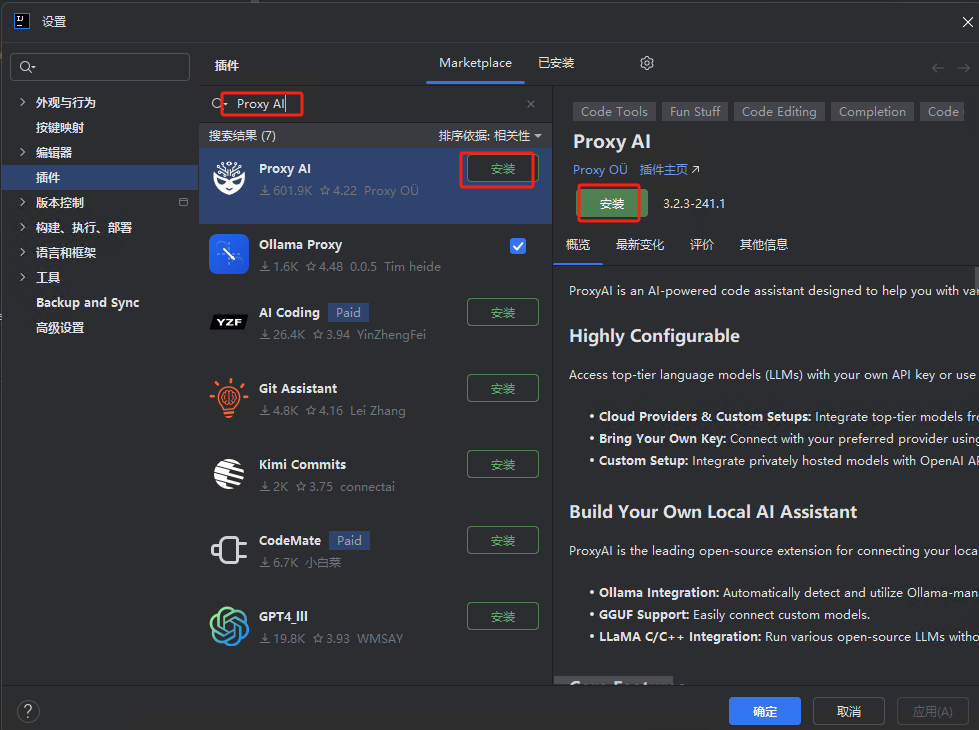 设置
插件
Marketplace
已安装
外观与行为
按键映射
编辑器
插件
版本控制
构建、执行、部署
语言和框架
工具
Backup and Sync
高级设置
Proxy AI
搜索结果 (7)
排序依据: 相关性
Proxy AI
安装
601.9K 4.22 Proxy OÜ
Ollama Proxy
1.6K 4.48 0.0.5 Tim heide
YZF
AI Coding Paid
安装
26.4K 3.94 YinZhengFei
Git Assistant
安装
4.8K 4.16 Lei Zhang
Kimi Commits
安装
2K 3.75 connectai
CodeMate Paid
安装
6.7K 小白菜
GPT4_lll
安装
19.8K 3.93 WMSAY
Code Tools Fun Stuff Code Editing Completion Code
Proxy AI
Proxy OÜ 插件主页
安装 3.2.3-241.1
概览 最新变化 评价 其他信息
ProxyAI is an AI-powered code assistant designed to help you with var
Highly Configurable
Access top-tier language models (LLMs) with your own API key or use
• Cloud Providers & Custom Setups: Integrate top-tier models fro
• Bring Your Own Key: Connect with your preferred provider using
• Custom Setup: Integrate privately hosted models with OpenAI AP
Build Your Own Local AI Assistant
ProxyAI is the leading open-source extension for connecting your loca
• Ollama Integration: Automatically detect and utilize Ollama-man
• GGUF Support: Easily connect custom models.
• LLaMA C/C++ Integration: Run various open-source LLMs witho
?
确定
取消
应用(A)